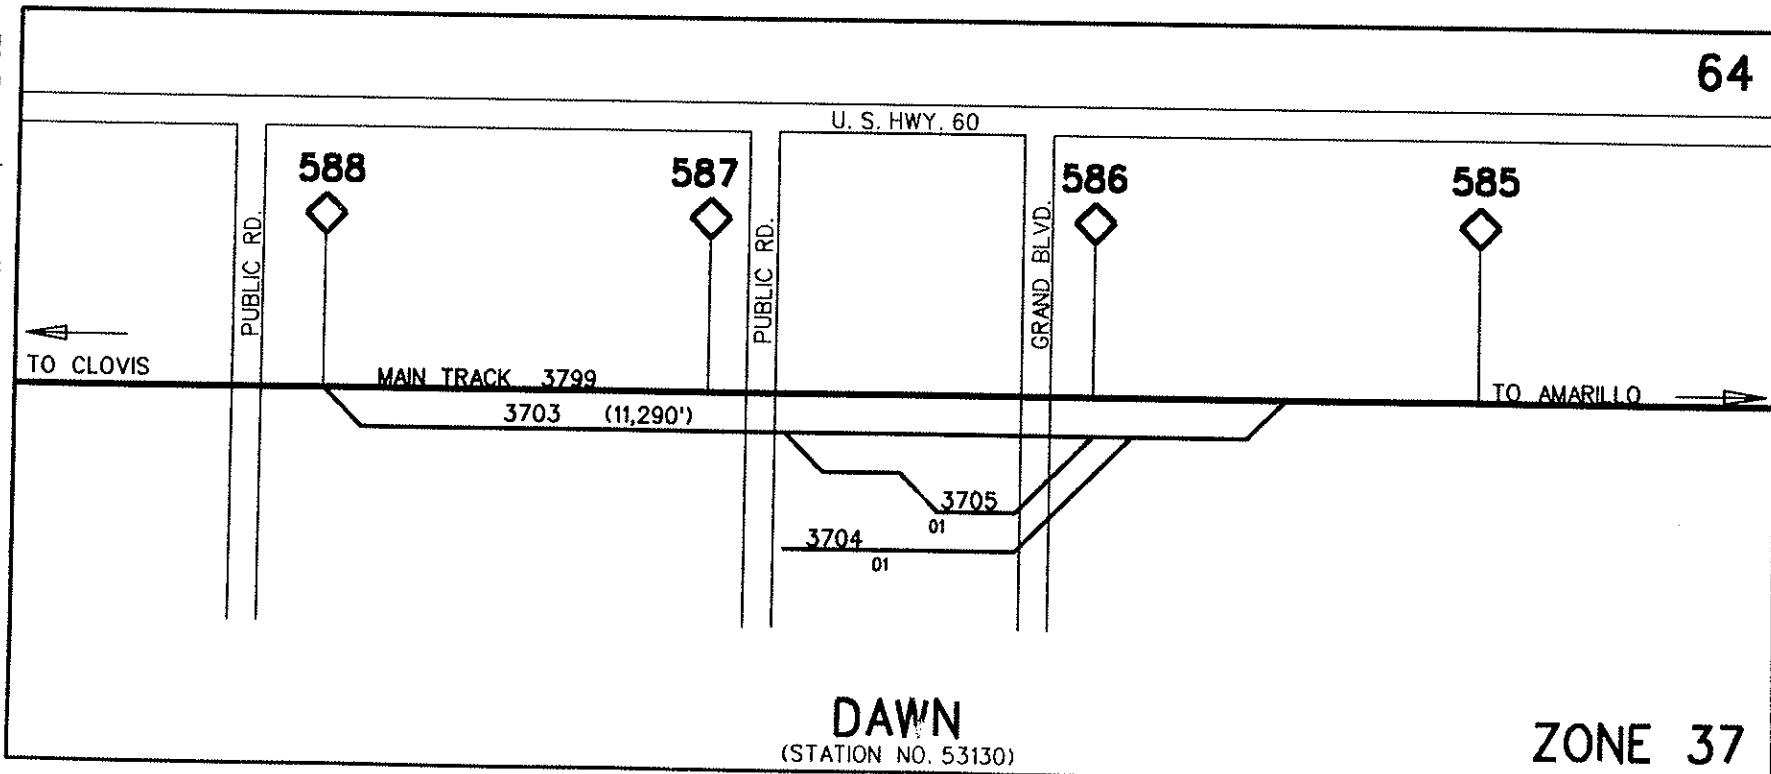 64
U. S. HWY. 60
588
587
586
585
PUBLIC RD.
PUBLIC RD.
GRAND BLVD.
TO CLOVIS
MAIN TRACK 3799
TO AMARILLO
3703 (11,290')
3705
01
3704
01
DAWN
(STATION NO. 53130)
ZONE 37